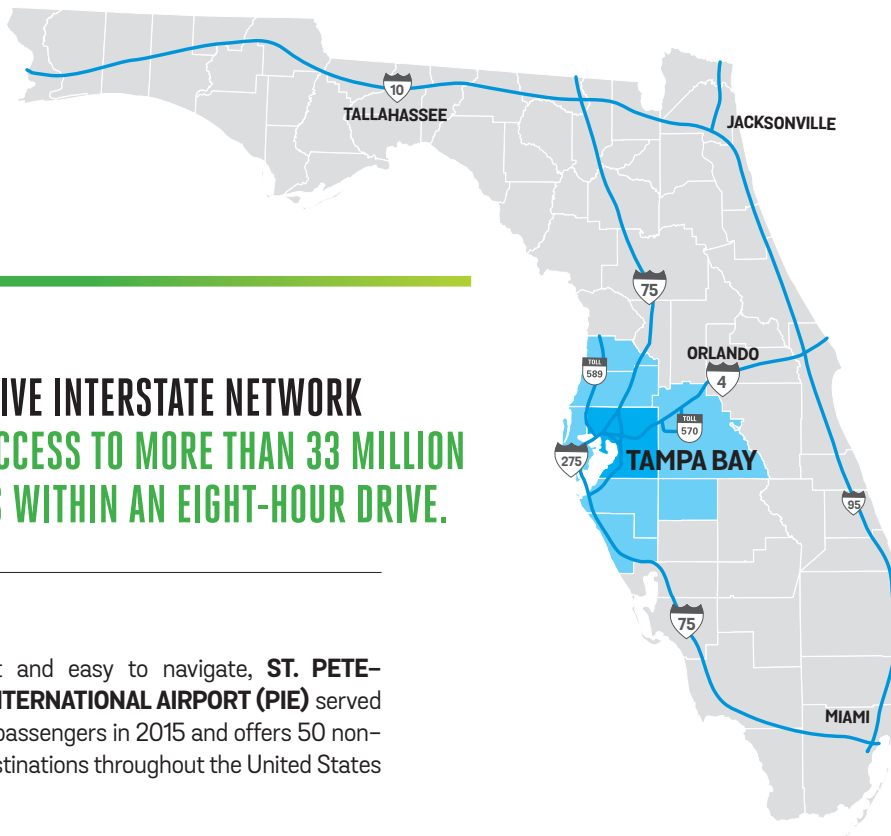 10
TALLAHASSEE
JACKSONVILLE
75
ORLANDO
TOLL
589
4
TOLL
570
275
TAMPA BAY
95
75
MIAMI
IVE INTERSTATE NETWORK
CCESS TO MORE THAN 33 MILLION
S WITHIN AN EIGHT-HOUR DRIVE.
t and easy to navigate, ST. PETE–
NTERNATIONAL AIRPORT (PIE) served
passengers in 2015 and offers 50 non–
stinations throughout the United States